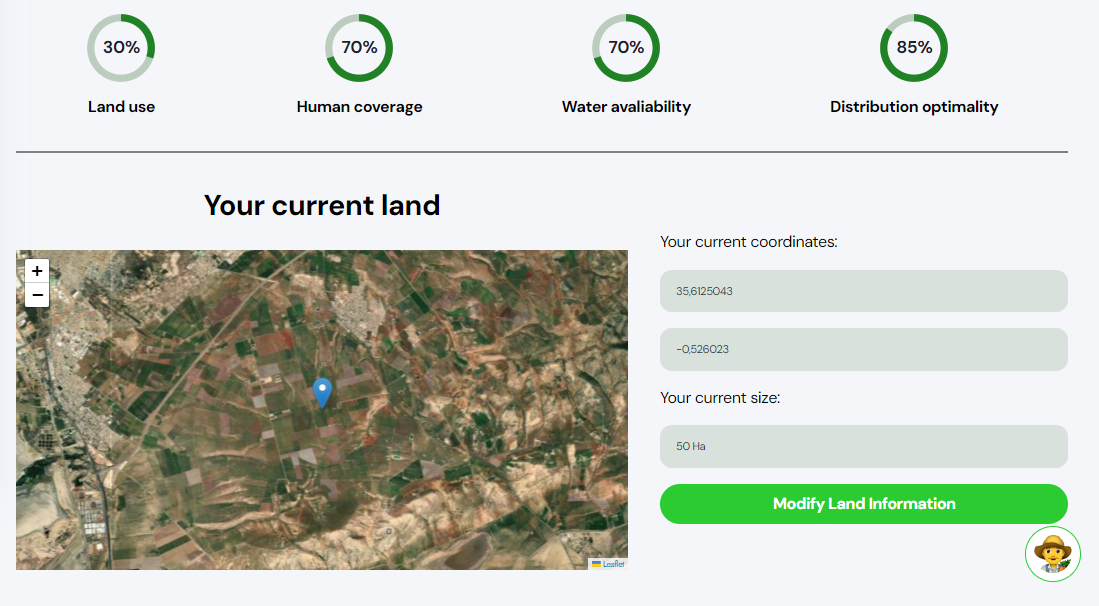 30%
70%
70%
85%
Land use
Human coverage
Water avaliability
Distribution optimality
Your current land
Your current coordinates:
+
−
35,6125043
-0,526023
Your current size:
50 Ha
Modify Land Information
Leaflet